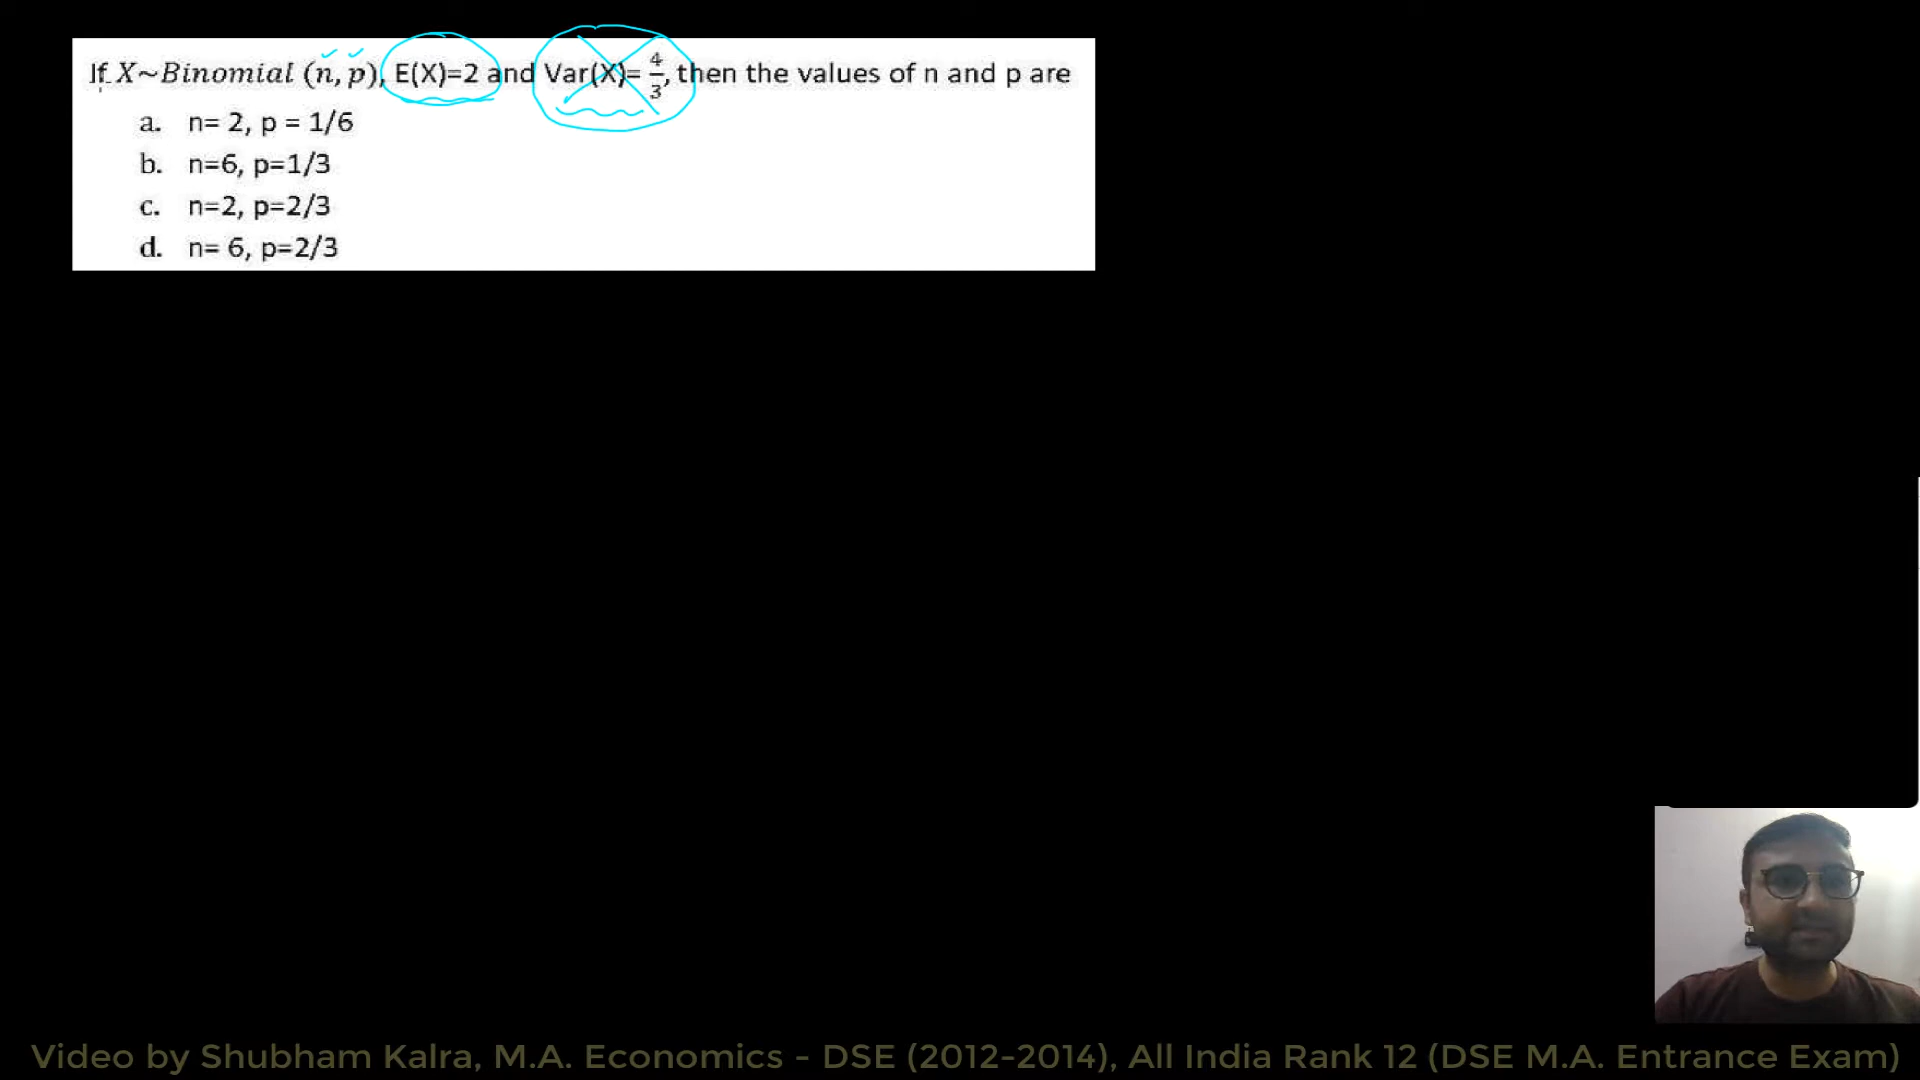 If X~Binomial (n, p), E(X)=2 and Var(X)= 4/3, then the values of n and p are
a. n= 2, p = 1/6
b. n=6, p=1/3
c. n=2, p=2/3
d. n= 6, p=2/3
Video by Shubham Kalra, M.A. Economics - DSE (2012-2014), All India Rank 12 (DSE M.A. Entrance Exam)